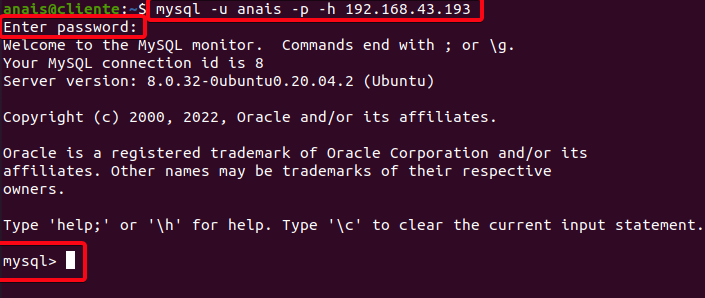 anais@cliente:~$ mysql -u anais -p -h 192.168.43.193
Enter password:
Welcome to the MySQL monitor.  Commands end with ; or \g.
Your MySQL connection id is 8
Server version: 8.0.32-0ubuntu0.20.04.2 (Ubuntu)
Copyright (c) 2000, 2022, Oracle and/or its affiliates.
Oracle is a registered trademark of Oracle Corporation and/or its
affiliates. Other names may be trademarks of their respective
owners.
Type 'help;' or '\h' for help. Type '\c' to clear the current input statement.
mysql>